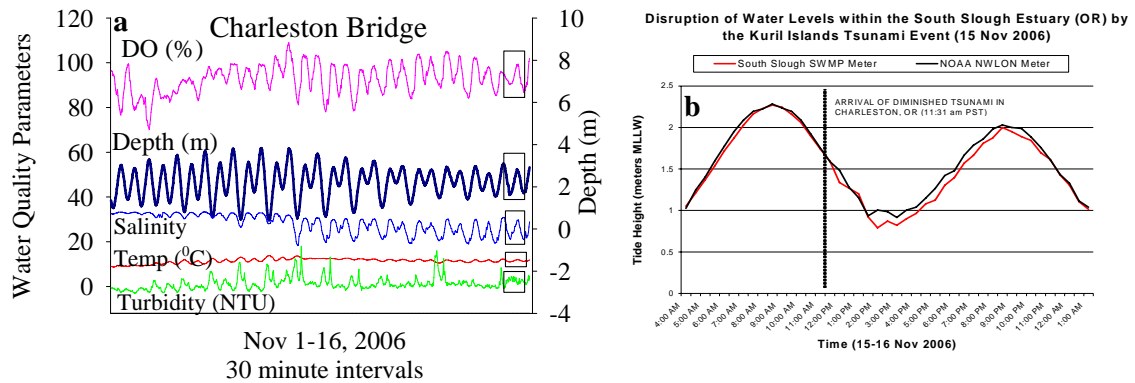 a
Charleston Bridge
DO (%)
Depth (m)
Salinity
Temp (⁰C)
Turbidity (NTU)
Water Quality Parameters
120
100
80
60
40
20
0
Depth (m)
10
8
6
4
2
0
-2
-4
Nov 1-16, 2006
30 minute intervals
Disruption of Water Levels within the South Slough Estuary (OR) by
the Kuril Islands Tsunami Event (15 Nov 2006)
South Slough SWMP Meter
NOAA NWLON Meter
b
ARRIVAL OF DIMINISHED TSUNAMI IN
CHARLESTON, OR (11:31 am PST)
Tide Height (meters MLLW)
2.5
2
1.5
1
0.5
0
4:00 AM
5:00 AM
6:00 AM
7:00 AM
8:00 AM
9:00 AM
10:00 AM
11:00 AM
12:00 PM
1:00 PM
2:00 PM
3:00 PM
4:00 PM
5:00 PM
6:00 PM
7:00 PM
8:00 PM
9:00 PM
10:00 PM
11:00 PM
12:00 AM
1:00 AM
Time (15-16 Nov 2006)